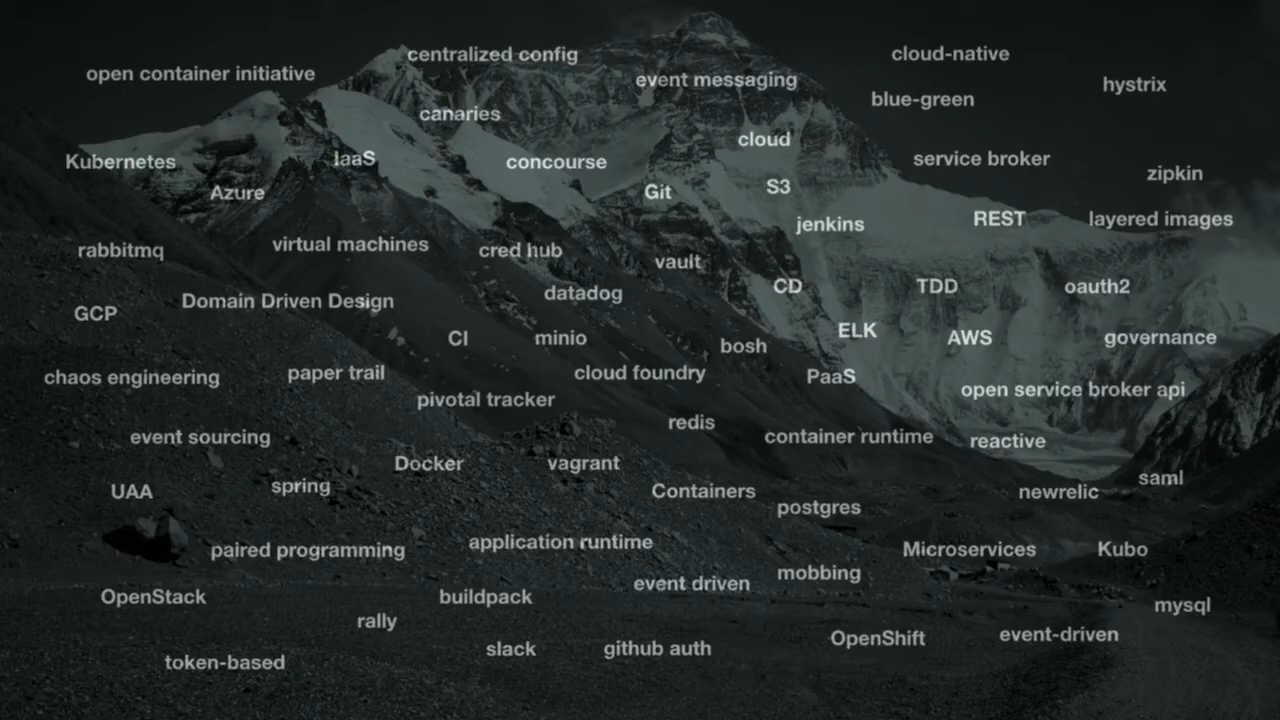 centralized config
cloud-native
open container initiative
event messaging
hystrix
blue-green
canaries
cloud
Kubernetes
IaaS
concourse
service broker
zipkin
Azure
Git
S3
jenkins
REST
layered images
rabbitmq
virtual machines
cred hub
vault
datadog
CD
TDD
oauth2
GCP
Domain Driven Design
CI
minio
bosh
ELK
AWS
governance
chaos engineering
paper trail
cloud foundry
PaaS
open service broker api
pivotal tracker
redis
container runtime
reactive
event sourcing
Docker
vagrant
saml
UAA
spring
Containers
newrelic
postgres
paired programming
application runtime
Microservices
Kubo
event driven
mobbing
OpenStack
buildpack
mysql
rally
slack
github auth
OpenShift
event-driven
token-based